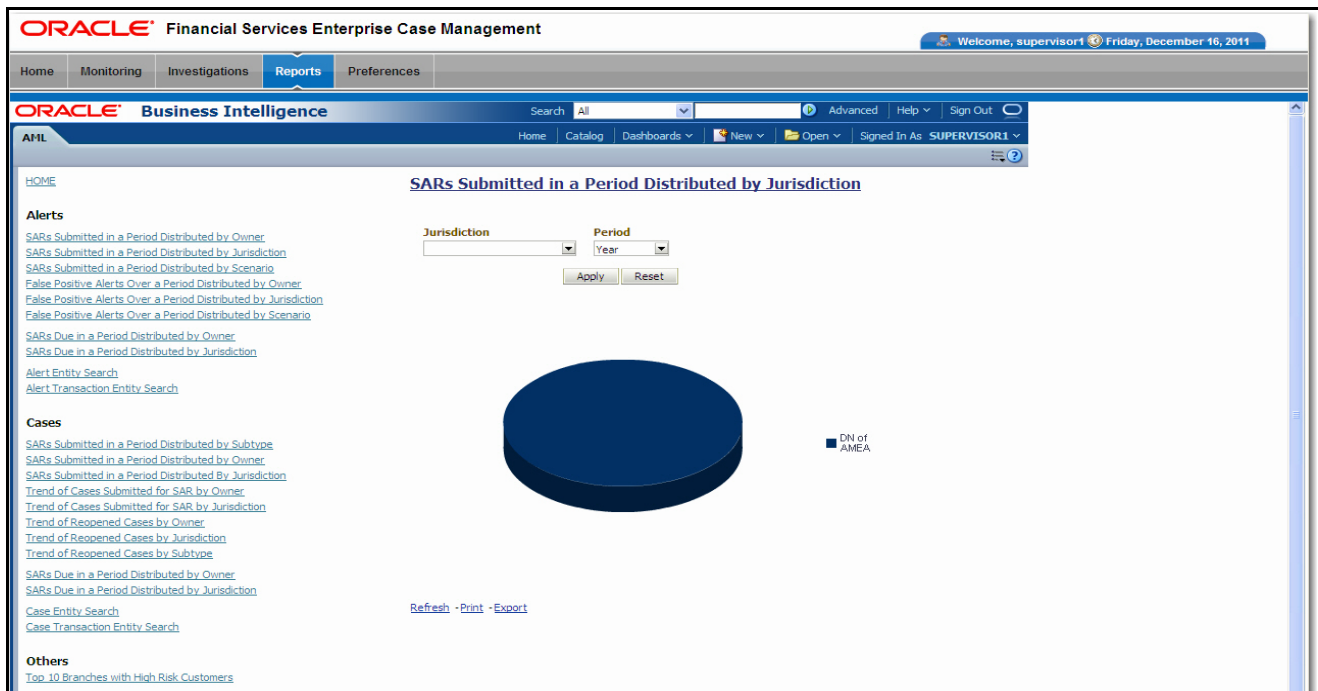 ORACLE Financial Services Enterprise Case Management
Welcome, supervisor1 Friday, December 16, 2011
Home Monitoring Investigations Reports Preferences
ORACLE Business Intelligence
Search All Advanced Help Sign Out
AML
Home Catalog Dashboards New Open Signed In As SUPERVISOR1
HOME
Alerts
SARs Submitted in a Period Distributed by Owner
SARs Submitted in a Period Distributed by Jurisdiction
SARs Submitted in a Period Distributed by Scenario
False Positive Alerts Over a Period Distributed by Owner
False Positive Alerts Over a Period Distributed by Jurisdiction
False Positive Alerts Over a Period Distributed by Scenario
SARs Due in a Period Distributed by Owner
SARs Due in a Period Distributed by Jurisdiction
Alert Entity Search
Alert Transaction Entity Search
Cases
SARs Submitted in a Period Distributed by Subtype
SARs Submitted in a Period Distributed by Owner
SARs Submitted in a Period Distributed By Jurisdiction
Trend of Cases Submitted for SAR by Owner
Trend of Cases Submitted for SAR by Jurisdiction
Trend of Reopened Cases by Owner
Trend of Reopened Cases by Jurisdiction
Trend of Reopened Cases by Subtype
SARs Due in a Period Distributed by Owner
SARs Due in a Period Distributed by Jurisdiction
Case Entity Search
Case Transaction Entity Search
Others
Top 10 Branches with High Risk Customers
SARs Submitted in a Period Distributed by Jurisdiction
Jurisdiction Period
Year
Apply Reset
DN of
AMEA
Refresh - Print - Export